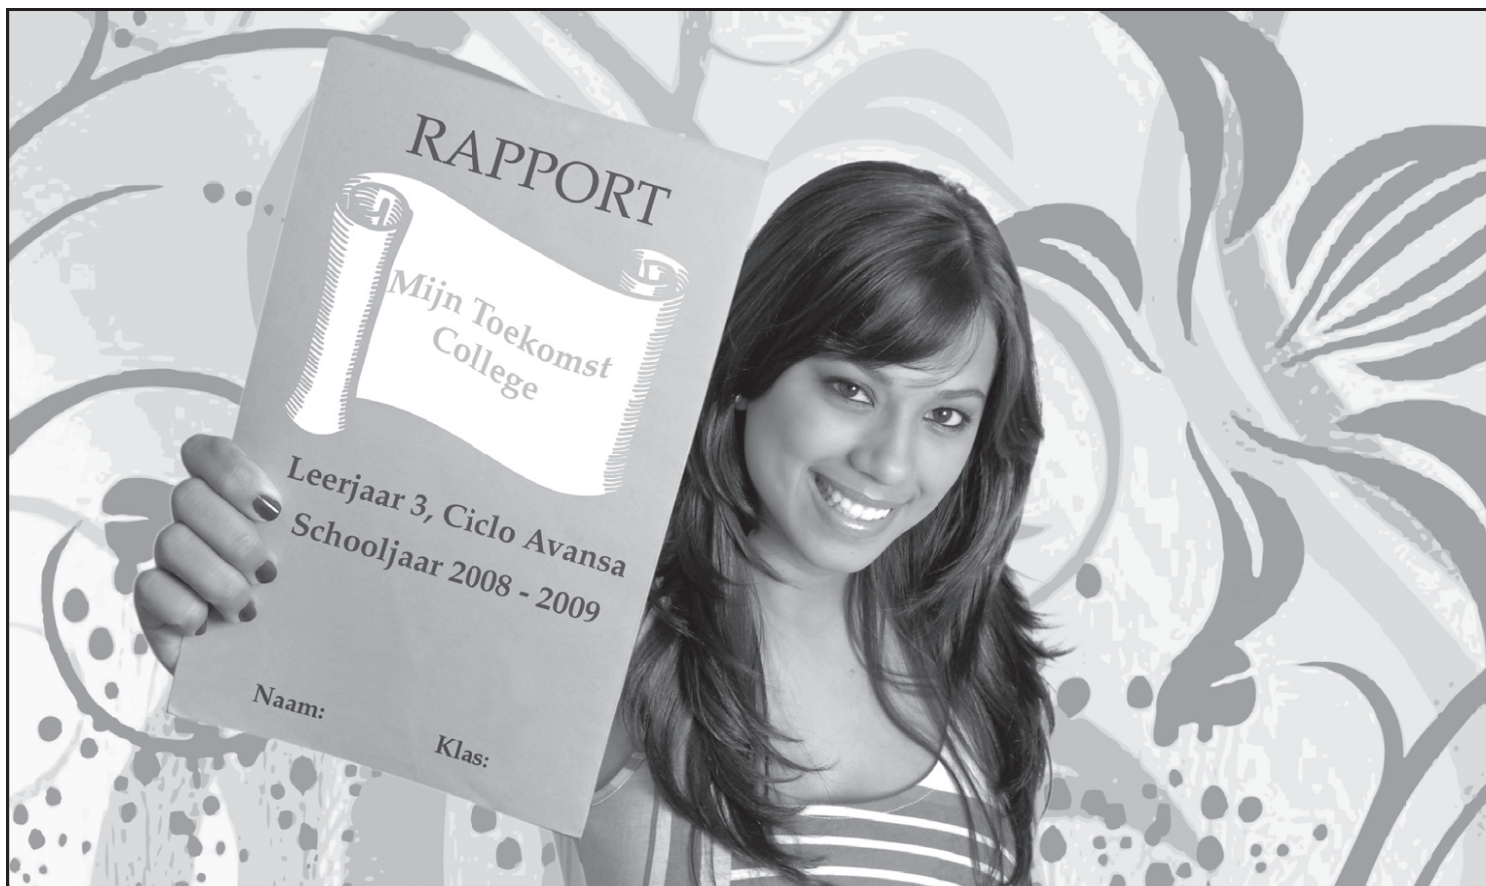 RAPPORT
Mijn Toekomst
College
Leerjaar 3, Ciclo Avansa
Schooljaar 2008 - 2009
Naam:
Klas: